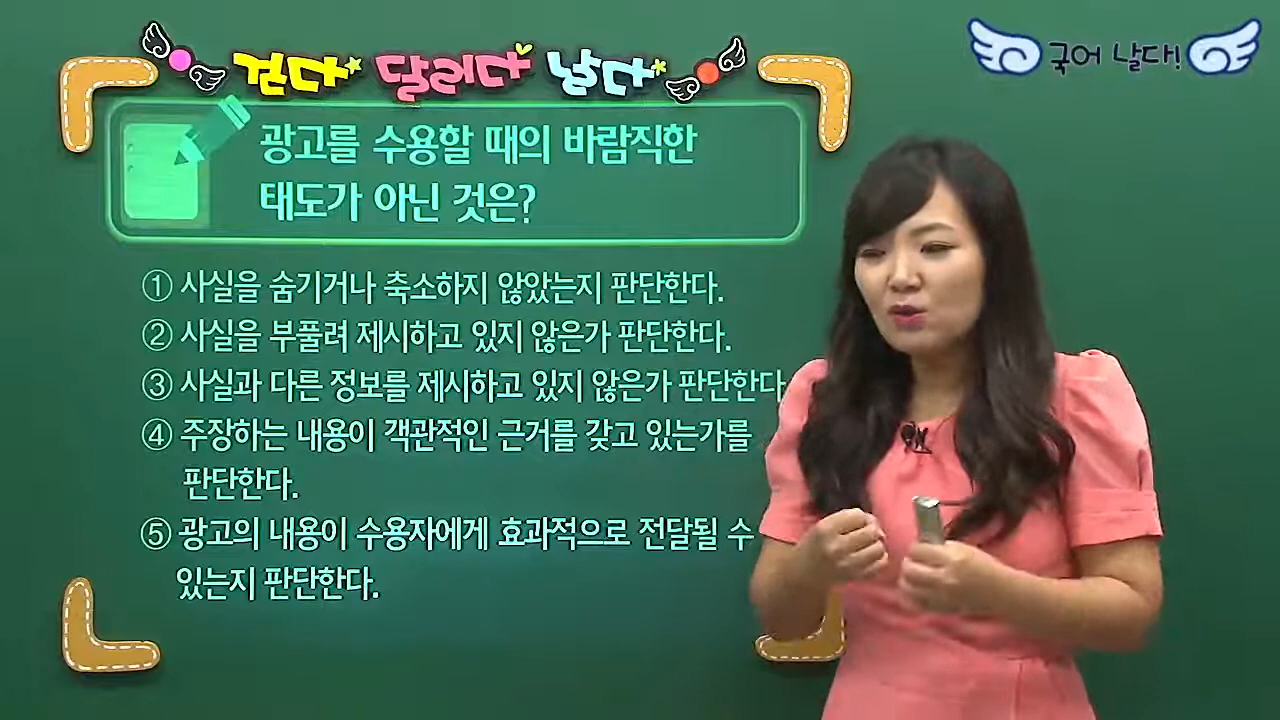 걷다 달리다 날다
국어 날다!
광고를 수용할 때의 바람직한
태도가 아닌 것은?
① 사실을 숨기거나 축소하지 않았는지 판단한다.
② 사실을 부풀려 제시하고 있지 않은가 판단한다.
③ 사실과 다른 정보를 제시하고 있지 않은가 판단한다
④ 주장하는 내용이 객관적인 근거를 갖고 있는가를
판단한다.
⑤ 광고의 내용이 수용자에게 효과적으로 전달될 수
있는지 판단한다.